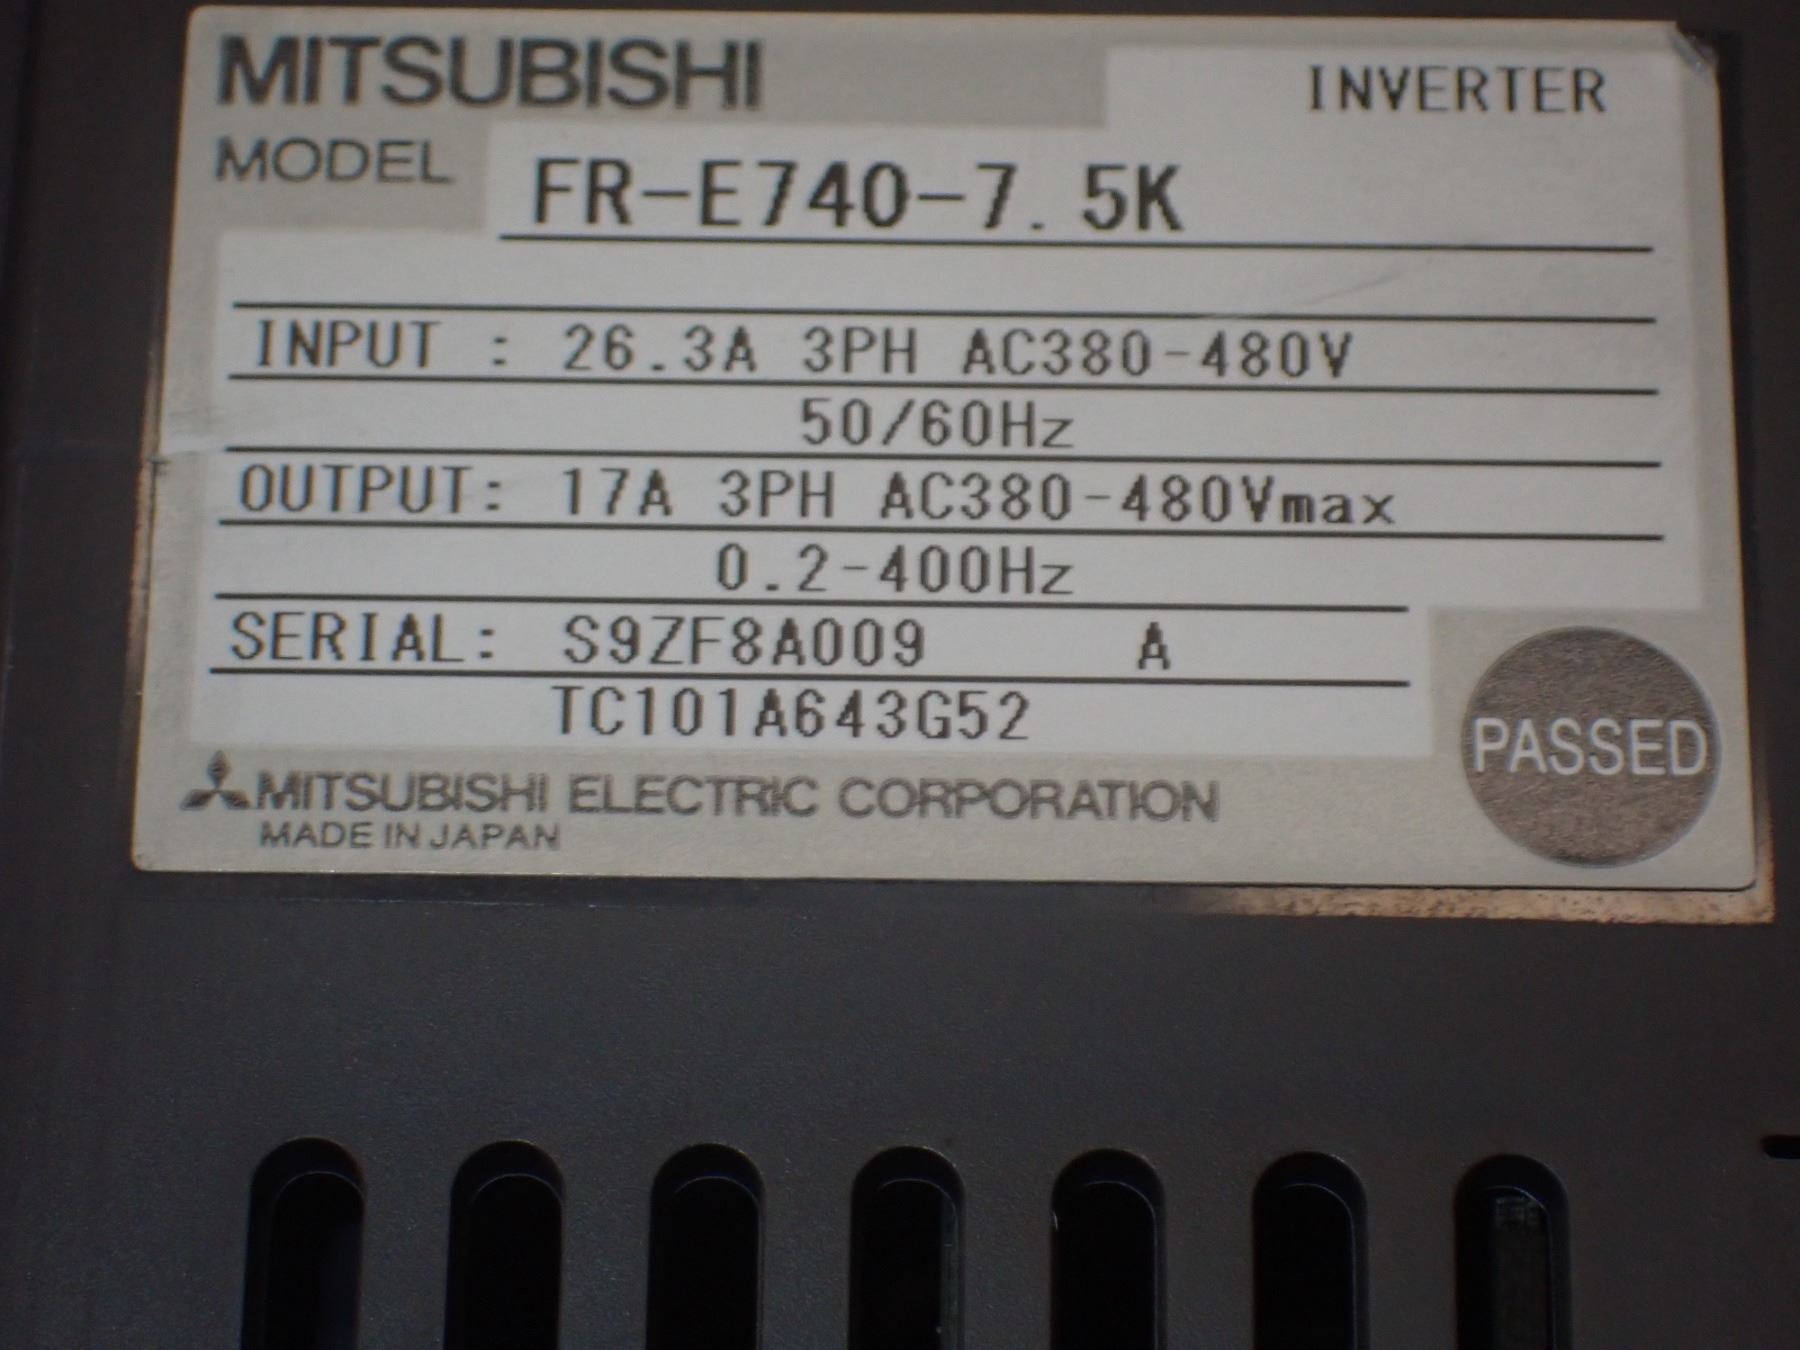 MITSUBISHI INVERTER
MODEL FR-E740-7.5K
INPUT : 26.3A 3PH AC380-480V
50/60Hz
OUTPUT: 17A 3PH AC380-480Vmax
0.2-400Hz
SERIAL: S9ZF8A009 A
TC101A643G52
PASSED
MITSUBISHI ELECTRIC CORPORATION
MADE IN JAPAN